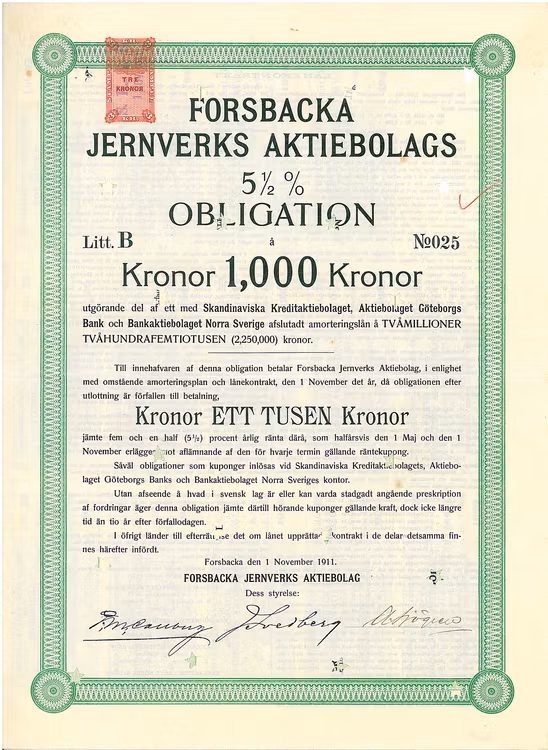 TRE
KRONOR
FORSBACKA
JERNVERKS AKTIEBOLAGS
5½ %
OBLIGATION
Litt. B
à
№025
Kronor 1,000 Kronor
utgörande del af ett med Skandinaviska Kreditaktiebolaget, Aktiebolaget Göteborgs
Bank och Bankaktiebolaget Norra Sverige afslutadt amorteringslån å TVÅMILLIONER
TVÅHUNDRAFEMTIOTUSEN (2,250,000) kronor.
Till innehafvaren af denna obligation betalar Forsbacka Jernverks Aktiebolag, i enlighet
med omstående amorteringsplan och lånekontrakt, den 1 November det år, då obligationen efter
utlottning är förfallen till betalning,
Kronor ETT TUSEN Kronor
jämte fem och en half (5½) procent årlig ränta därå, som halfårsvis den 1 Maj och den 1
November erlägges mot aflämnande af den för hvarje termin gällande räntekupong.
Såväl obligationer som kuponger inlösas vid Skandinaviska Kreditaktiebolagets, Aktiebo-
laget Göteborgs Banks och Bankaktiebolaget Norra Sveriges kontor.
Utan afseende å hvad i svensk lag är eller kan varda stadgadt angående preskription
af fordringar äger denna obligation jämte därtill hörande kuponger gällande kraft, dock icke längre
tid än tio år efter förfallodagen.
I öfrigt länder till efterrättelse det om lånet upprättade kontrakt i de delar detsamma fin-
nes härefter infördt.
Forsbacka den 1 November 1911.
FORSBACKA JERNVERKS AKTIEBOLAG
Dess styrelse:
J. Svedberg